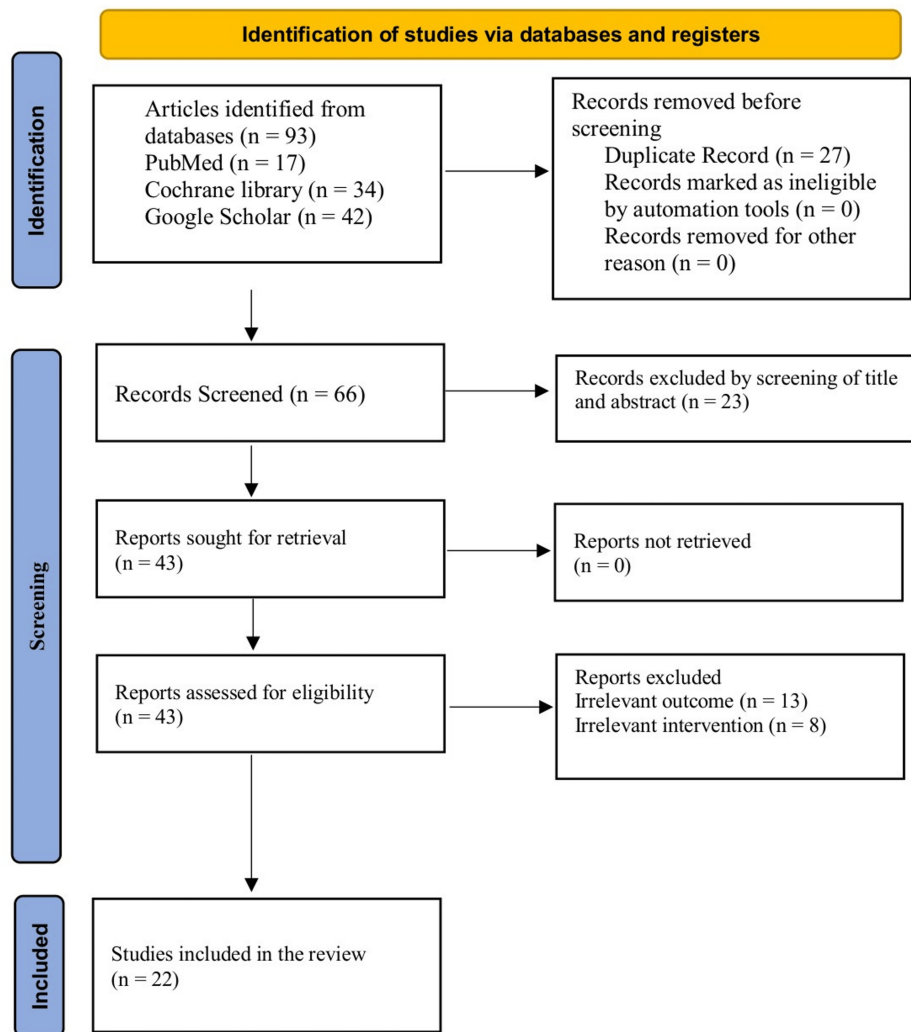 Identification of studies via databases and registers
Identification
Articles identified from
databases (n = 93)
PubMed (n = 17)
Cochrane library (n = 34)
Google Scholar (n = 42)
Records removed before
screening
Duplicate Record (n = 27)
Records marked as ineligible
by automation tools (n = 0)
Records removed for other
reason (n = 0)
Screening
Records Screened (n = 66)
Records excluded by screening of title
and abstract (n = 23)
Reports sought for retrieval
(n = 43)
Reports not retrieved
(n = 0)
Reports assessed for eligibility
(n = 43)
Reports excluded
Irrelevant outcome (n = 13)
Irrelevant intervention (n = 8)
Included
Studies included in the review
(n = 22)